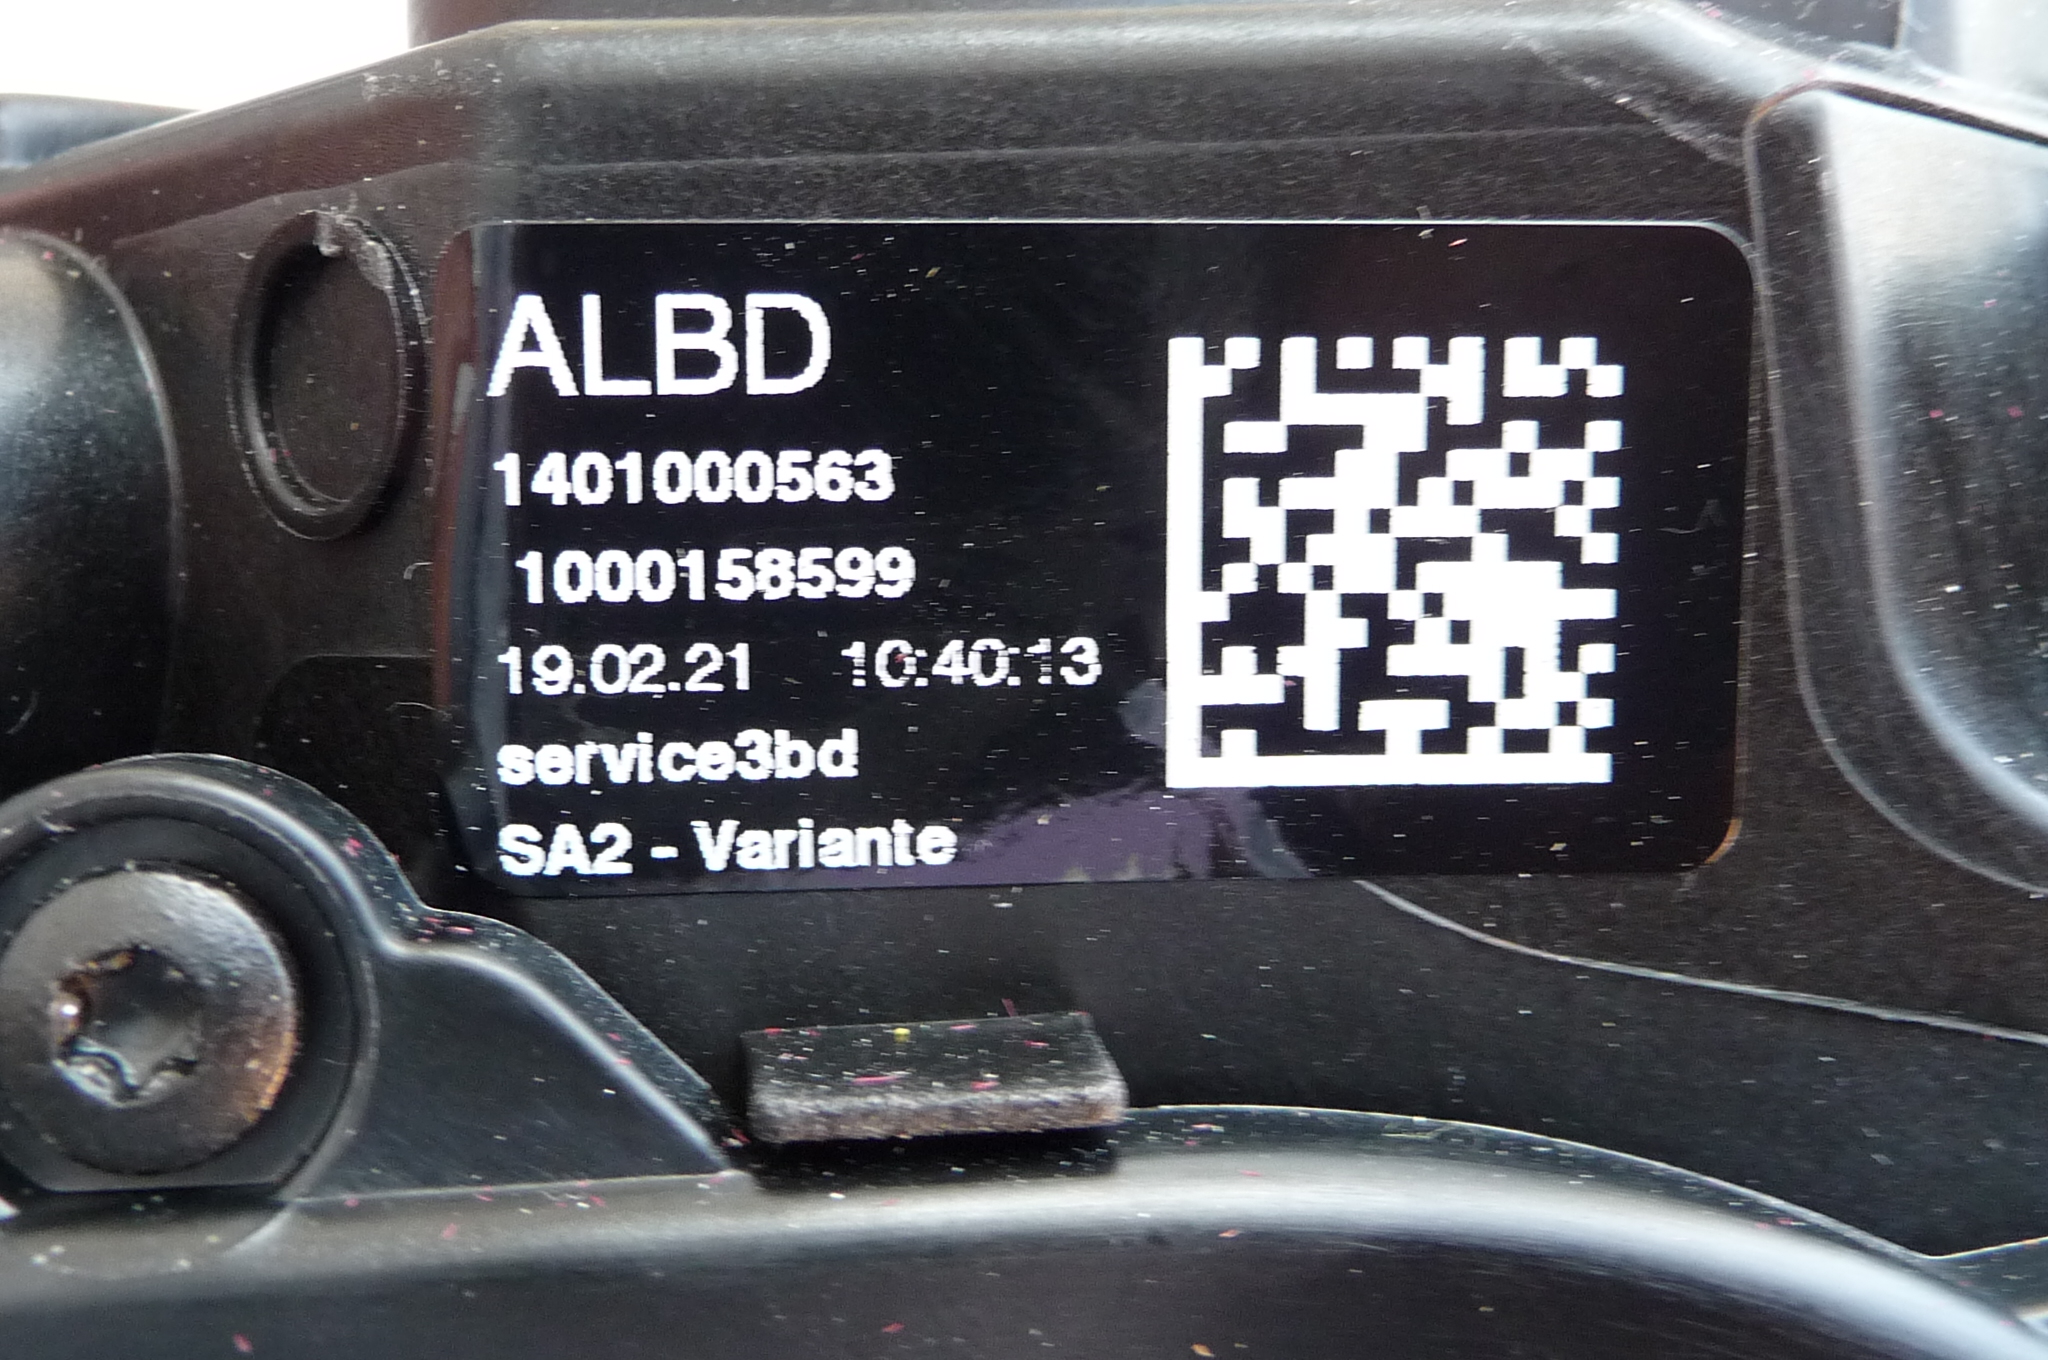 ALBD
1401000563
1000158599
19.02.21 10:40:13
service3bd
SA2 - Variante